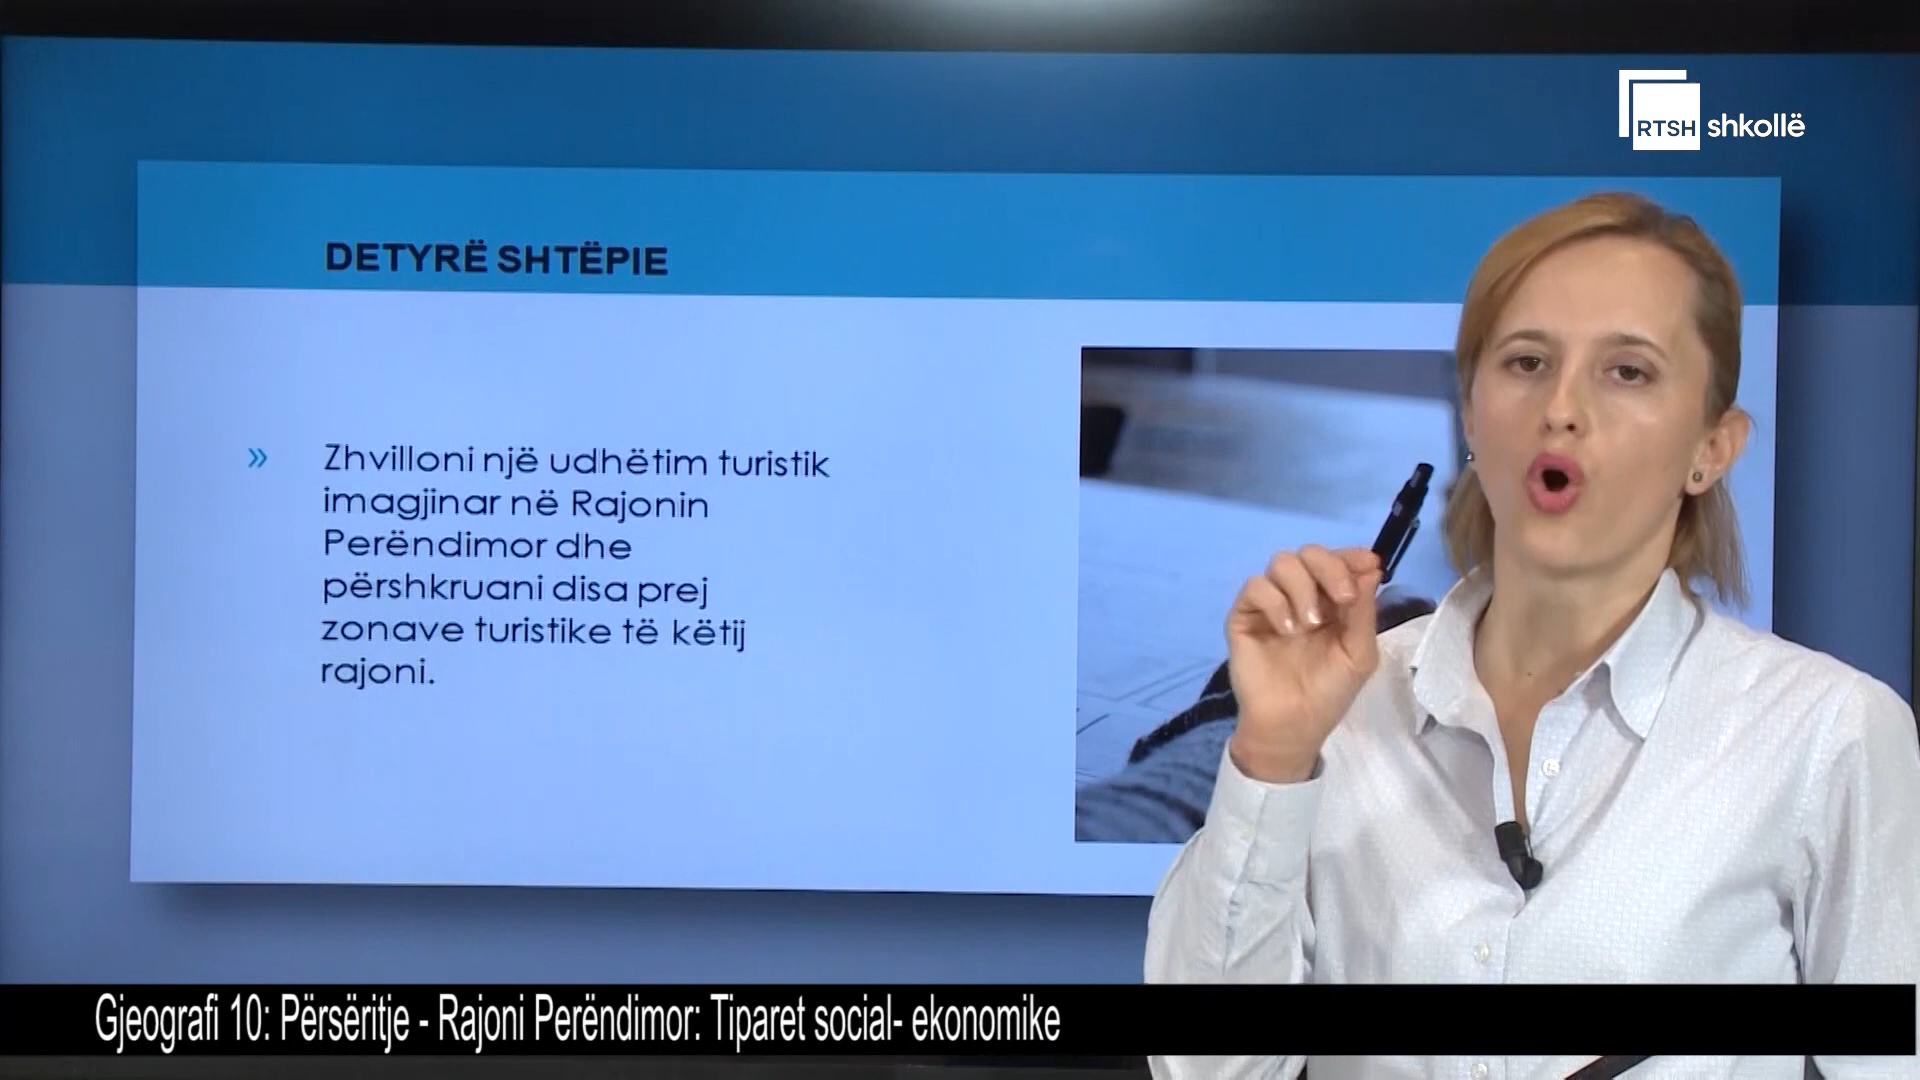 RTSH shkollë
DETYRË SHTËPIE
» Zhvilloni një udhëtim turistik
imagjinar në Rajonin
Perëndimor dhe
përshkruani disa prej
zonave turistike të këtij
rajoni.
Gjeografi 10: Përsëritje - Rajoni Perëndimor: Tiparet social- ekonomike